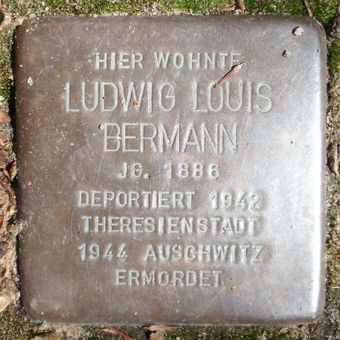 HIER WOHNTE
LUDWIG LOUIS
BERMANN
JG. 1886
DEPORTIERT 1942
THERESIENSTADT
1944 AUSCHWITZ
ERMORDET